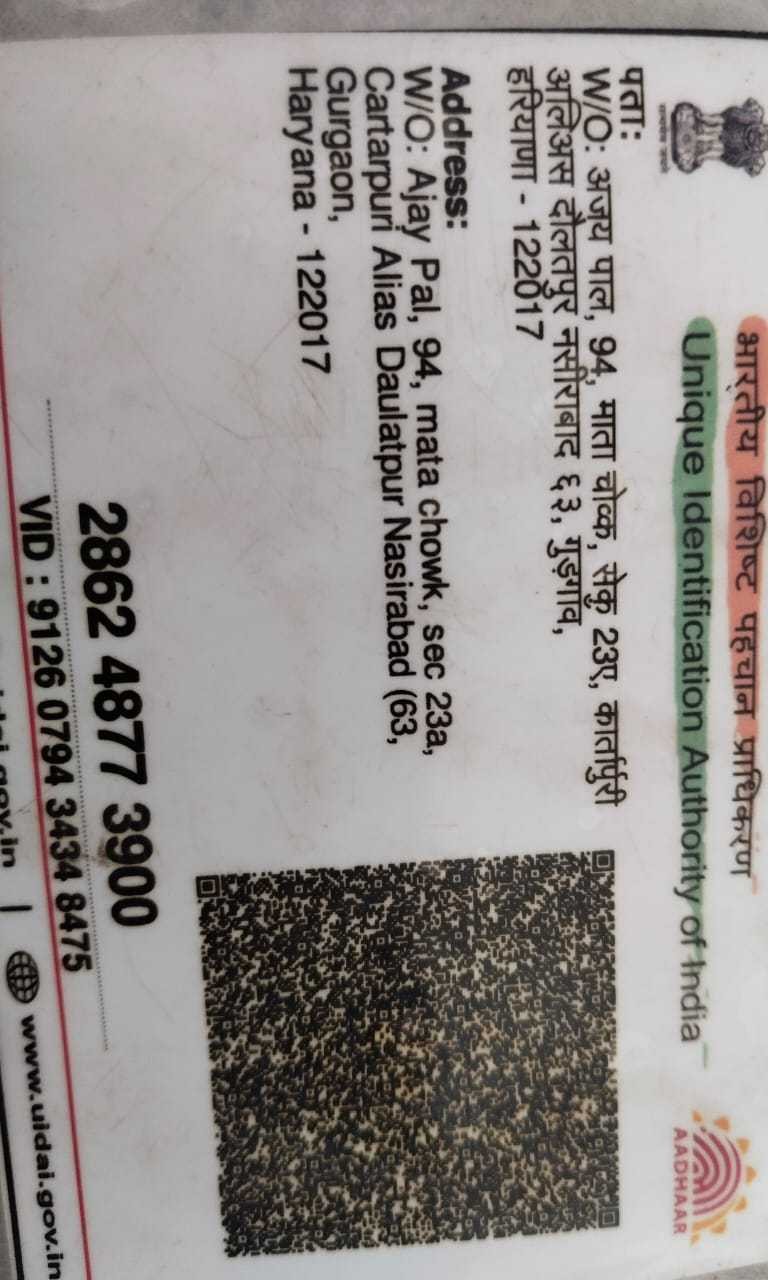 भारतीय विशिष्ट पहचान प्राधिकरण
Unique Identification Authority of India
AADHAAR
पता:
W/O: अजय पाल, 94, माता चोव्क, सेकु 23ए, कार्तार्पुरी
अलिअस दौलतपुर नसीराबाद ६३, गुड़गांव,
हरियाणा - 122017
Address:
W/O: Ajay Pal, 94, mata chowk, sec 23a,
Cartarpuri Alias Daulatpur Nasirabad (63,
Gurgaon,
Haryana - 122017
2862 4877 3900
VID : 9126 0794 3434 8475
www.uidai.gov.in